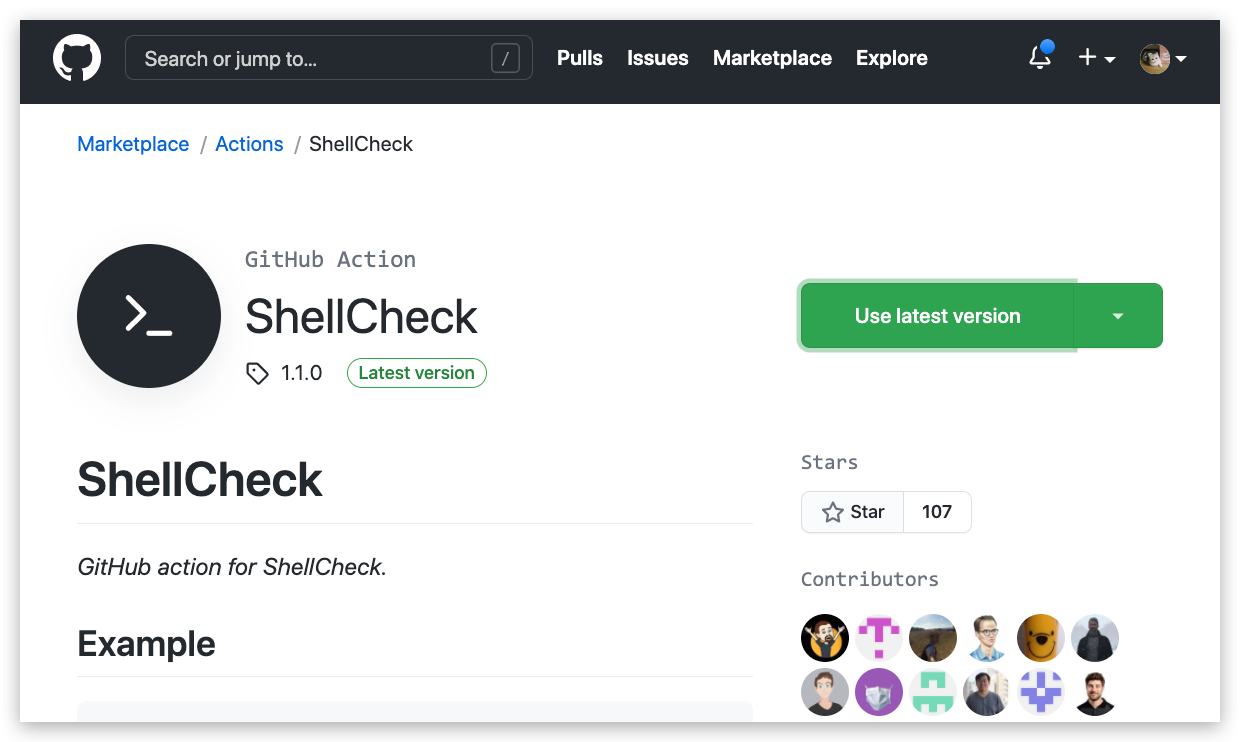 Search or jump to... / Pulls Issues Marketplace Explore
Marketplace / Actions / ShellCheck
GitHub Action
ShellCheck
1.1.0 Latest version
Use latest version
ShellCheck
GitHub action for ShellCheck.
Example
Stars
Star 107
Contributors